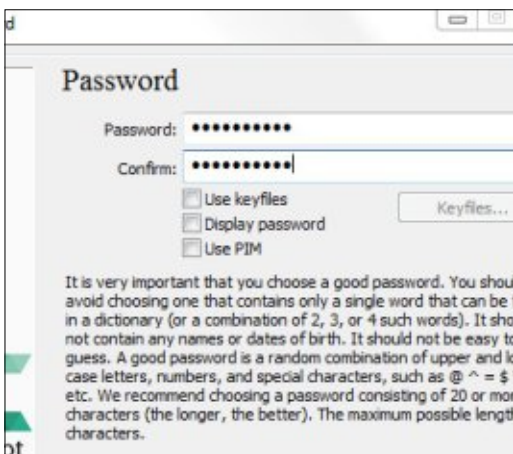 d
Password
Password: ••••••••••
Confirm: ••••••••••
Use keyfiles
Keyfiles...
Display password
Use PIM
It is very important that you choose a good password. You shou
avoid choosing one that contains only a single word that can be
in a dictionary (or a combination of 2, 3, or 4 such words). It sho
not contain any names or dates of birth. It should not be easy to
guess. A good password is a random combination of upper and lo
case letters, numbers, and special characters, such as @ ^ = $
etc. We recommend choosing a password consisting of 20 or mor
characters (the longer, the better). The maximum possible length
characters.
ot